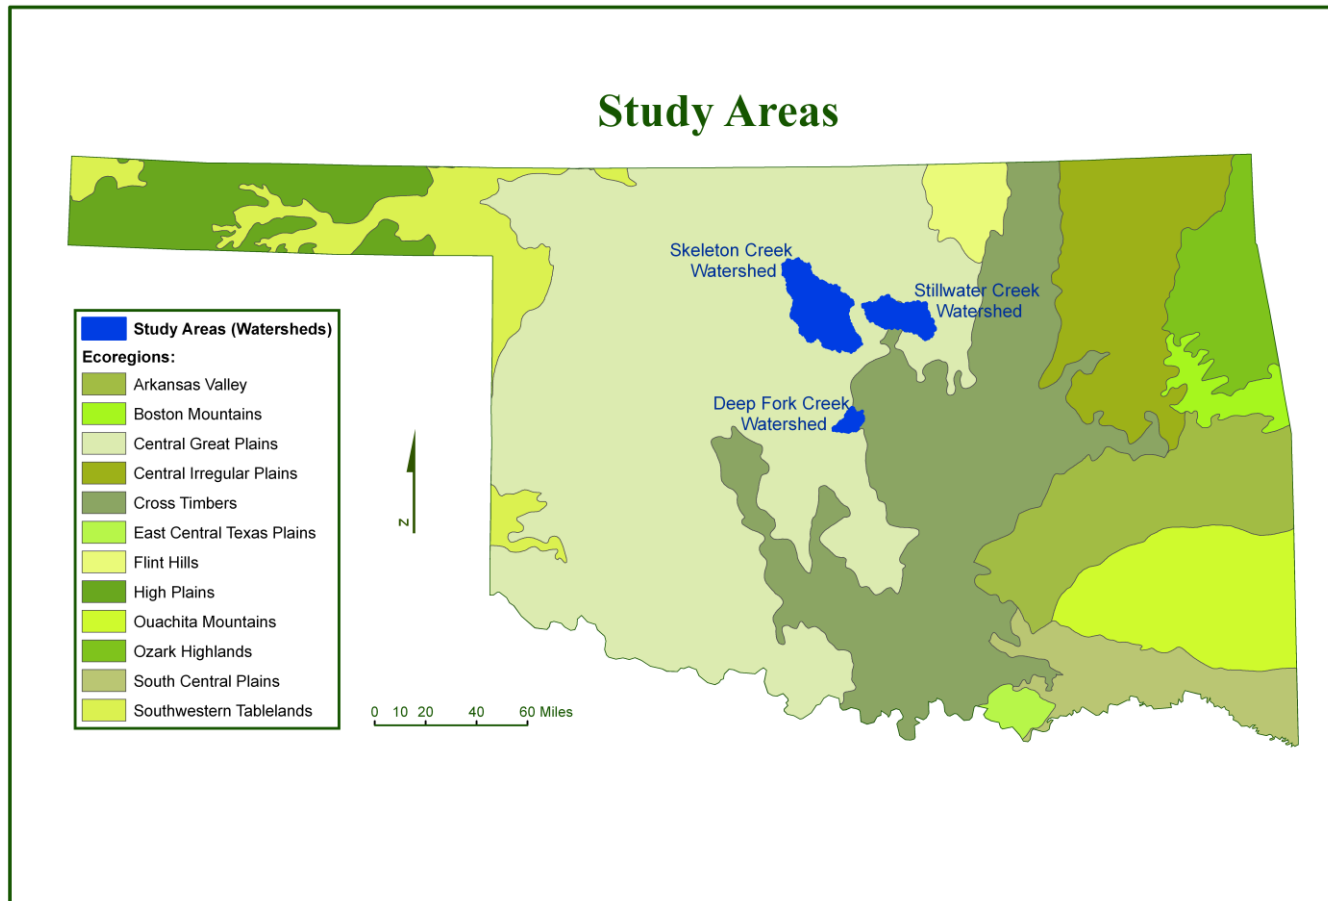 Study Areas
Skeleton Creek
Watershed
Stillwater Creek
Watershed
Deep Fork Creek
Watershed
Study Areas (Watersheds)
Ecoregions:
Arkansas Valley
Boston Mountains
Central Great Plains
Central Irregular Plains
Cross Timbers
East Central Texas Plains
Flint Hills
High Plains
Ouachita Mountains
Ozark Highlands
South Central Plains
Southwestern Tablelands
N
0 10 20 40 60 Miles